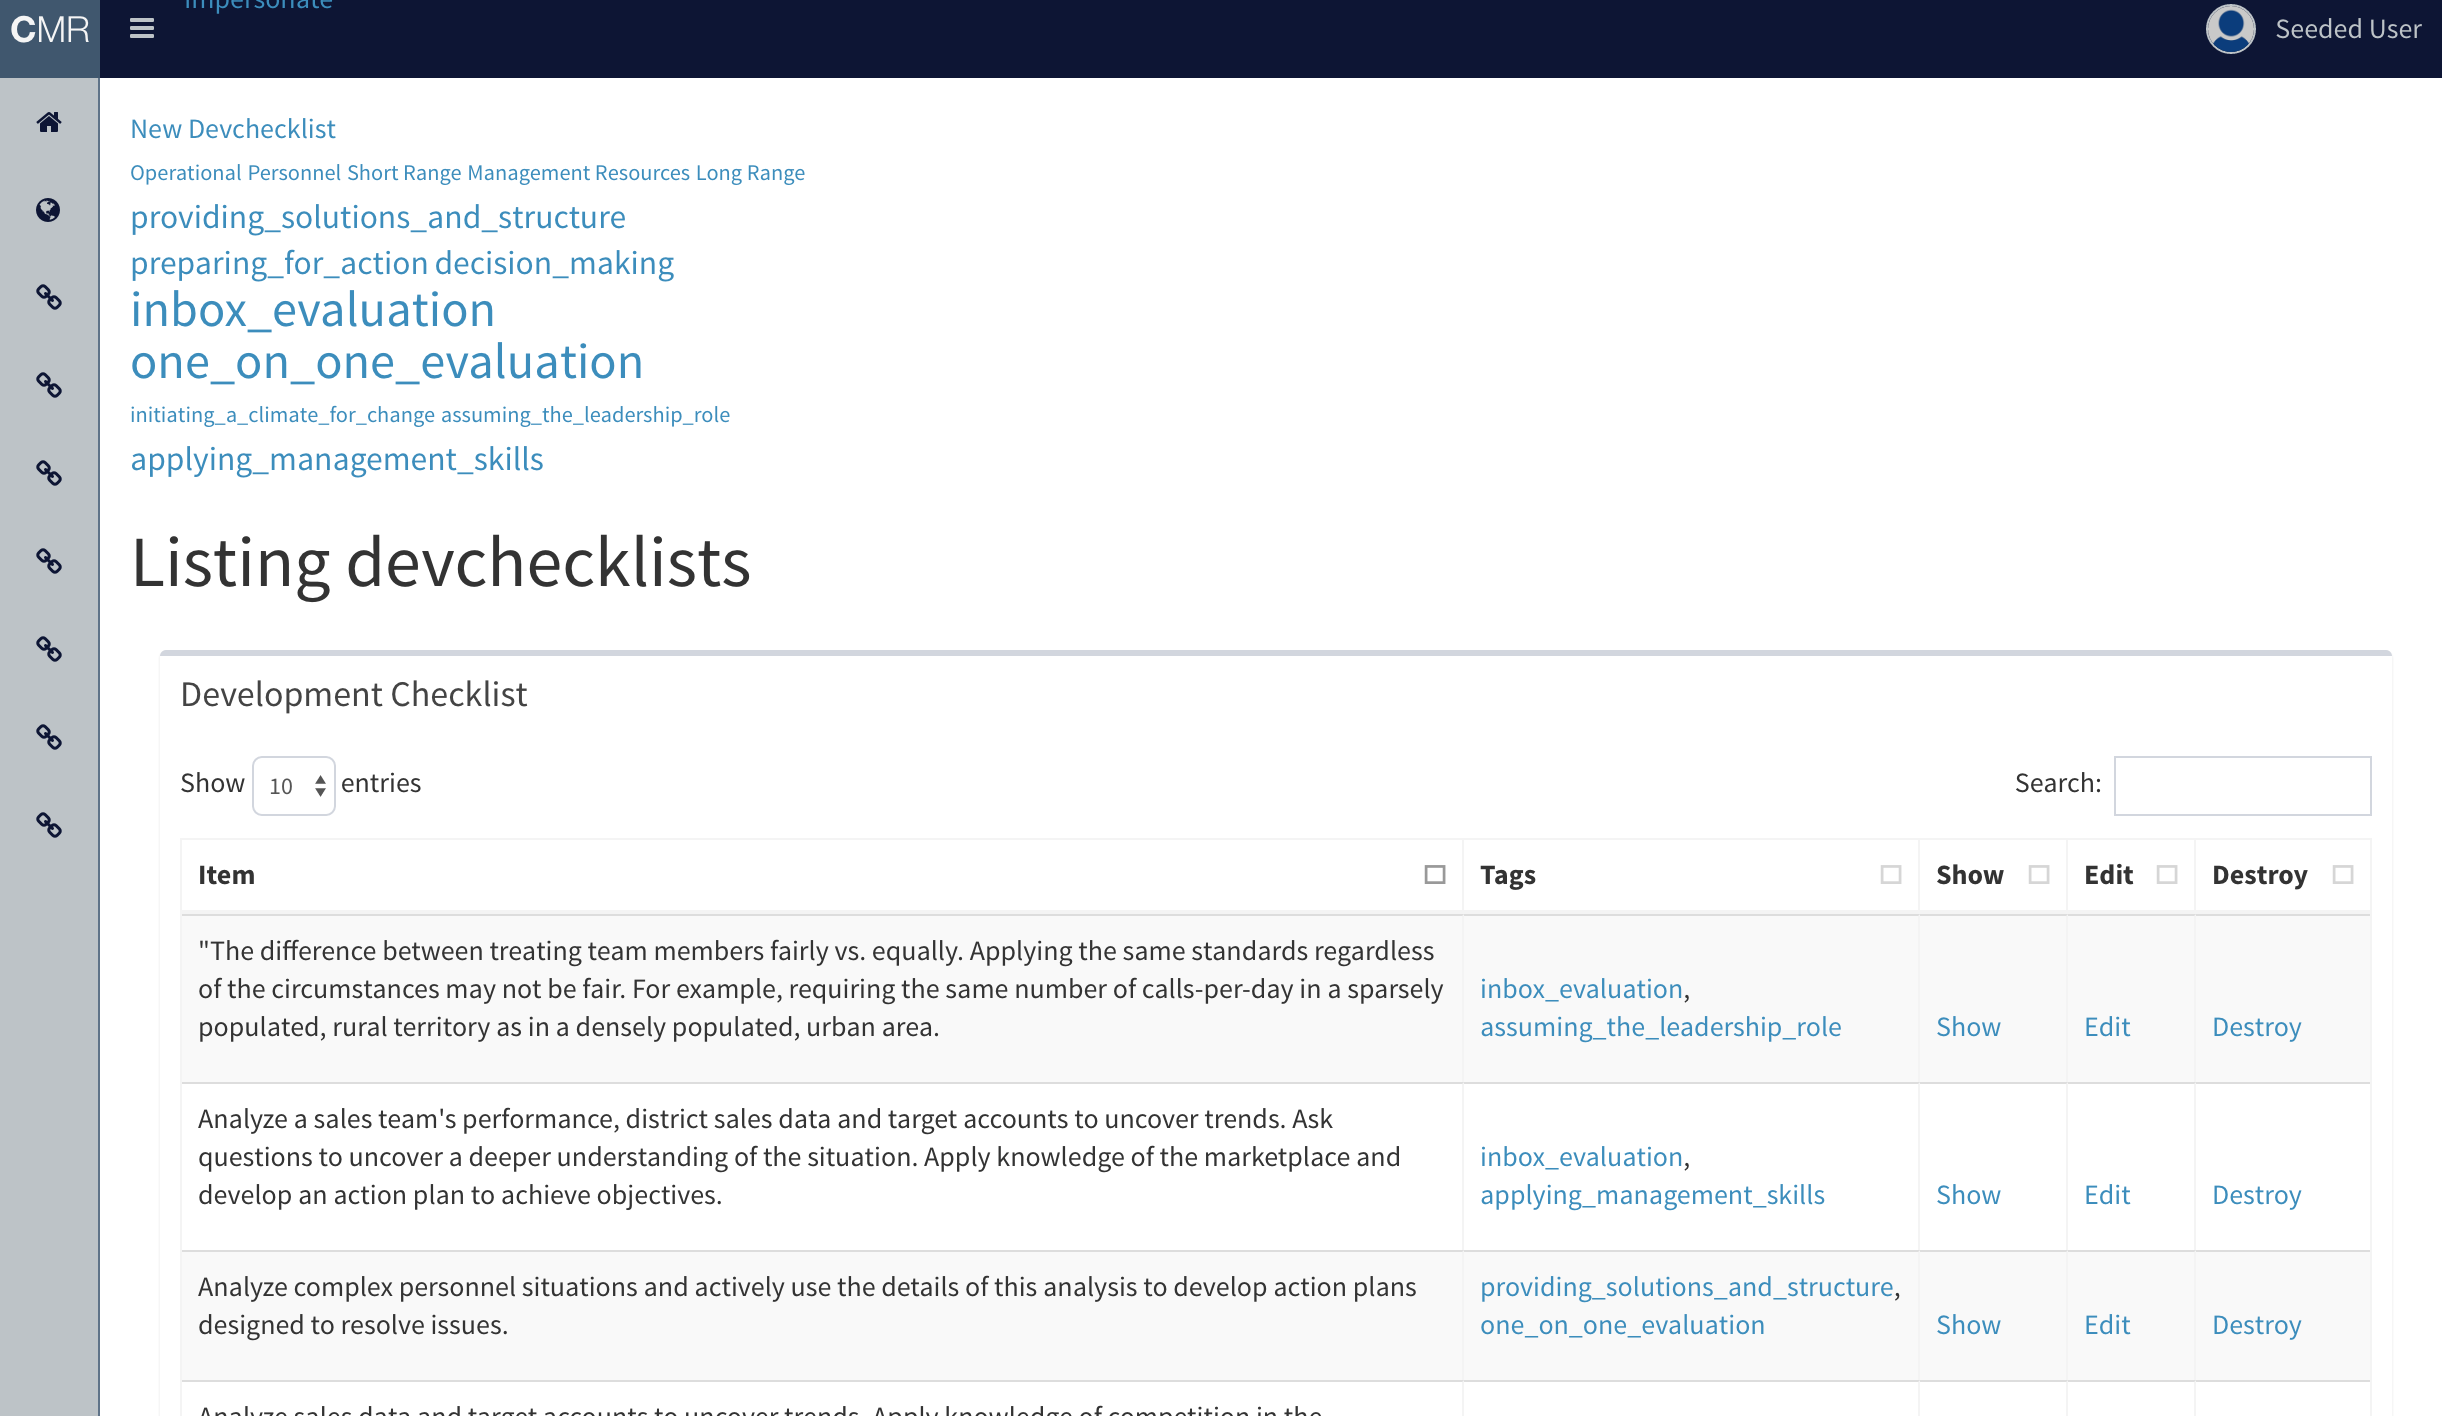 impersonate
CMR
Seeded User
New Devchecklist
Operational Personnel Short Range Management Resources Long Range
providing_solutions_and_structure
preparing_for_action decision_making
inbox_evaluation
one_on_one_evaluation
initiating_a_climate_for_change assuming_the_leadership_role
applying_management_skills
Listing devchecklists
Development Checklist
Show 10 entries
Search:
Item Tags Show Edit Destroy
"The difference between treating team members fairly vs. equally. Applying the same standards regardless
of the circumstances may not be fair. For example, requiring the same number of calls-per-day in a sparsely
populated, rural territory as in a densely populated, urban area.
inbox_evaluation,
assuming_the_leadership_role
Show Edit Destroy
Analyze a sales team's performance, district sales data and target accounts to uncover trends. Ask
questions to uncover a deeper understanding of the situation. Apply knowledge of the marketplace and
develop an action plan to achieve objectives.
inbox_evaluation,
applying_management_skills
Show Edit Destroy
Analyze complex personnel situations and actively use the details of this analysis to develop action plans
designed to resolve issues.
providing_solutions_and_structure,
one_on_one_evaluation
Show Edit Destroy
Analyze sales data and target accounts to uncover trends. Apply knowledge of competition in the